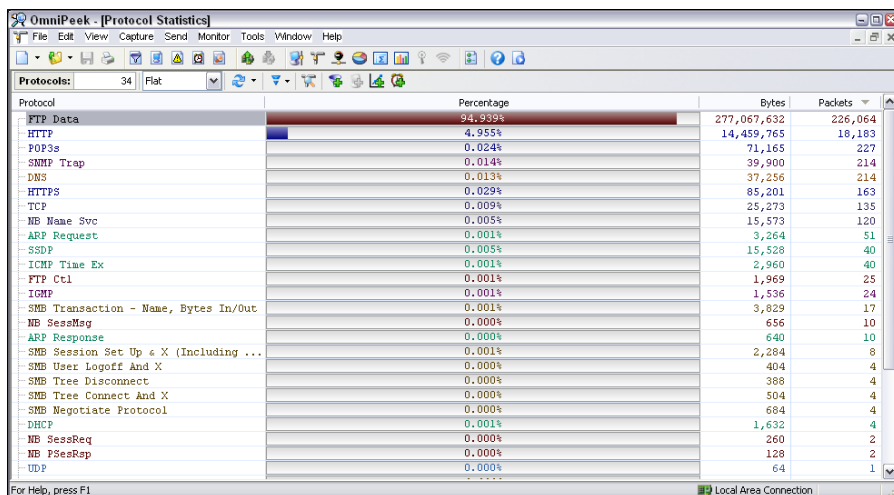 OmniPeek - [Protocol Statistics]
File Edit View Capture Send Monitor Tools Window Help
Protocols: 34 Flat
Protocol Percentage Bytes Packets
FTP Data 94.939% 277,067,632 226,064
HTTP 4.955% 14,459,765 18,183
POP3s 0.024% 71,165 227
SNMP Trap 0.014% 39,900 214
DNS 0.013% 37,256 214
HTTPS 0.029% 85,201 163
TCP 0.009% 25,273 135
NB Name Svc 0.005% 15,573 120
ARP Request 0.001% 3,264 51
SSDP 0.005% 15,528 40
ICMP Time Ex 0.001% 2,960 40
FTP Ctl 0.001% 1,969 25
IGMP 0.001% 1,536 24
SMB Transaction - Name, Bytes In/Out 0.001% 3,829 17
NB SessMsg 0.000% 656 10
ARP Response 0.000% 640 10
SMB Session Set Up & X (Including ... 0.001% 2,284 8
SMB User Logoff And X 0.000% 404 4
SMB Tree Disconnect 0.000% 388 4
SMB Tree Connect And X 0.000% 504 4
SMB Negotiate Protocol 0.000% 684 4
DHCP 0.001% 1,632 4
NB SessReq 0.000% 260 2
NB PSesRsp 0.000% 128 2
UDP 0.000% 64 1
For Help, press F1 Local Area Connection